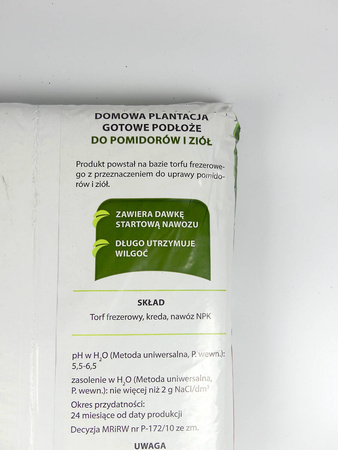 DOMOWA PLANTACJA
GOTOWE PODŁOŻE
DO POMIDORÓW I ZIÓŁ
Produkt powstał na bazie torfu frezerowe-
go z przeznaczeniem do uprawy pomido-
rów i ziół.
ZAWIERA DAWKĘ
STARTOWĄ NAWOZU
DŁUGO UTRZYMUJE
WILGOĆ
SKŁAD
Torf frezerowy, kreda, nawóz NPK
pH w H₂O (Metoda uniwersalna, P. wewn.):
5,5-6,5
zasolenie w H₂O (Metoda uniwersalna,
P. wewn.): nie więcej niż 2 g NaCl/dm³
Okres przydatności:
24 miesiące od daty produkcji
Decyzja MRiRW nr P-172/10 ze zm.
UWAGA